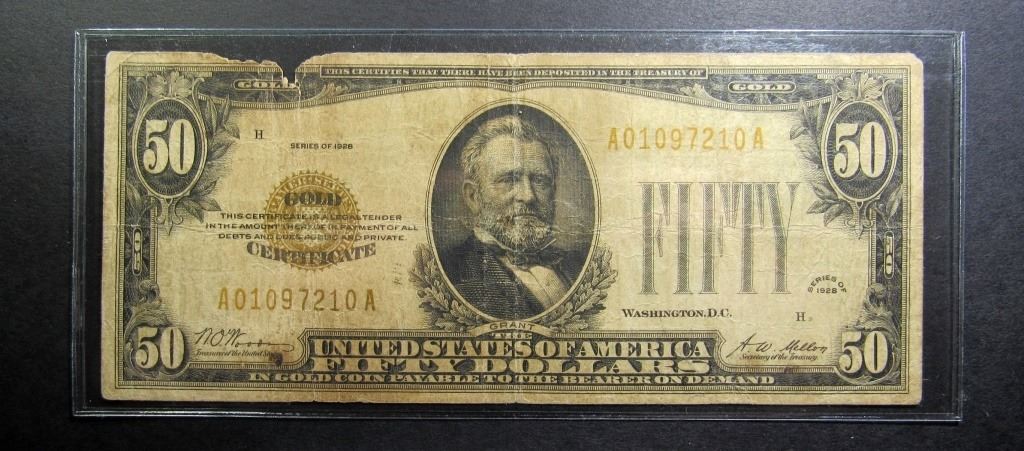 THIS CERTIFIES THAT THERE HAVE BEEN DEPOSITED IN THE TREASURY OF
GOLD
GOLD
50
50
H
SERIES OF 1928
A01097210A
GOLD
THIS CERTIFICATE IS A LEGAL TENDER
IN THE AMOUNT THEREOF IN PAYMENT OF ALL
DEBTS AND DUES PUBLIC AND PRIVATE.
CERTIFICATE
FIFTY
SERIES OF
1928
A01097210A
WASHINGTON, D.C.
H
GRANT
50
50
W.O. Woods
Treasurer of the United States
THE
UNITED STATES OF AMERICA
FIFTY DOLLARS
IN GOLD COIN PAYABLE TO THE BEARER ON DEMAND
A.W. Mellon
Secretary of the Treasury.